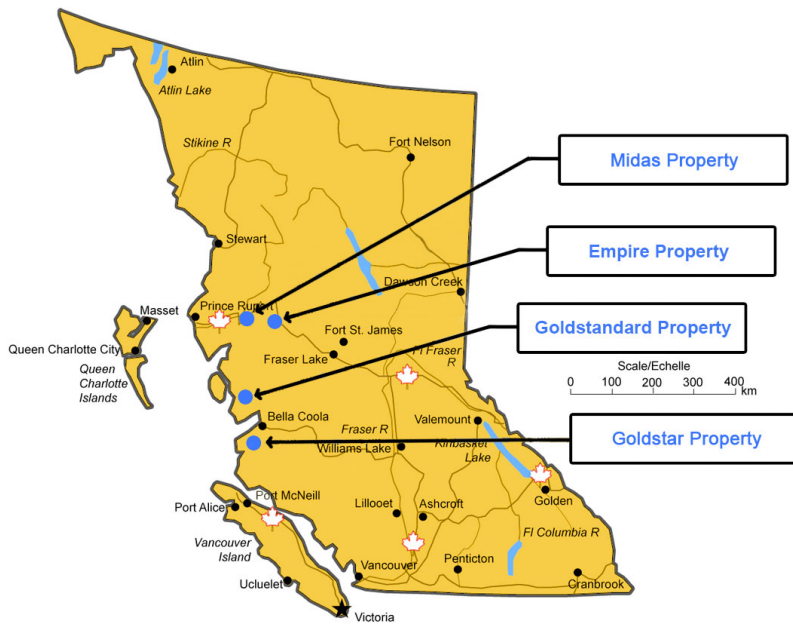 Atlin
Atlin Lake
Stikine R
Fort Nelson
Midas Property
Stewart
Empire Property
Dawson Creek
Masset
Prince Rupert
Goldstandard Property
Fort St. James
Queen Charlotte City
Fraser Lake
FI Fraser
R
Queen
Charlotte
Islands
Scale/Echelle
0 100 200 300 400
km
Bella Coola
Fraser R
Valemount
Goldstar Property
Williams Lake
Kinbasket
Lake
Port McNeill
Port Alice
Lillooet
Ashcroft
Golden
Vancouver
Island
FI Columbia R
Ucluelet
Vancouver
Penticton
Cranbrook
Victoria